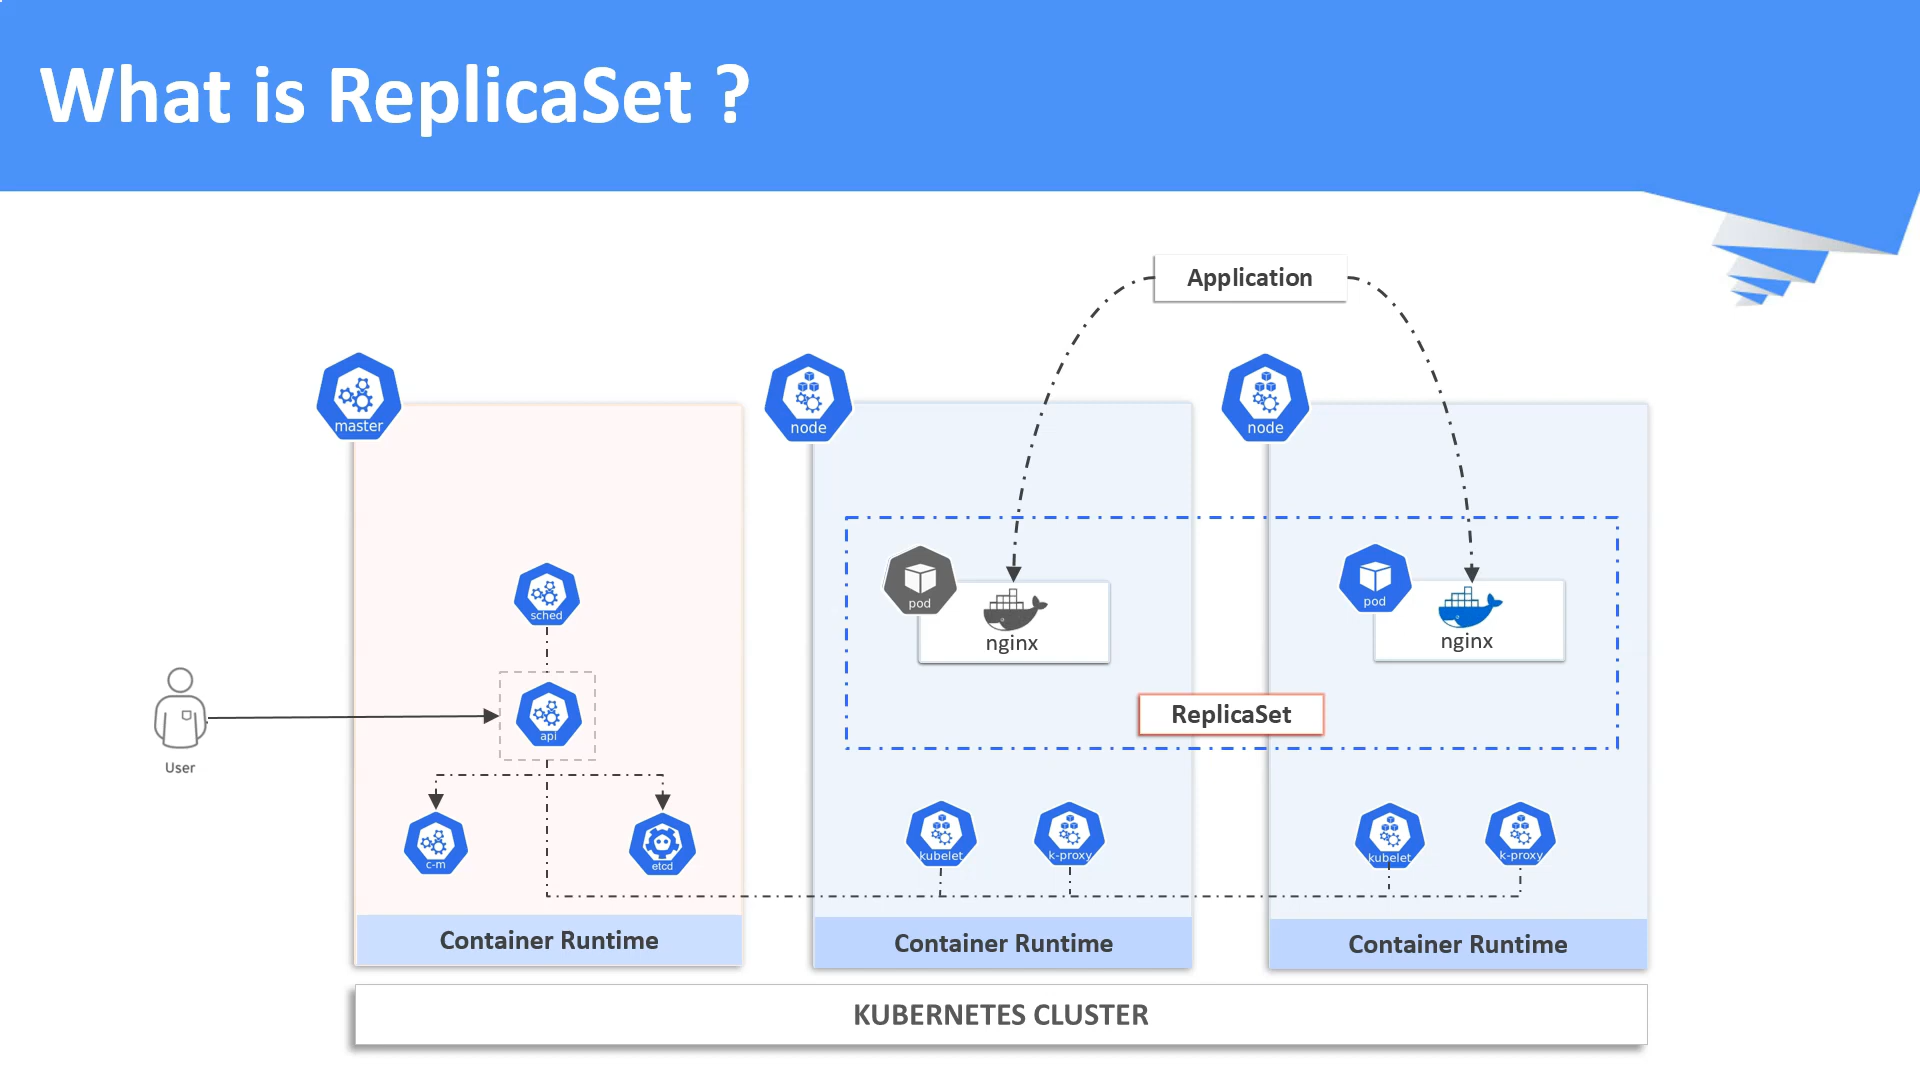 What is ReplicaSet ?
Application
master
node
node
sched
pod
nginx
pod
nginx
api
ReplicaSet
User
c-m
etcd
kubelet
k-proxy
kubelet
k-proxy
Container Runtime
Container Runtime
Container Runtime
KUBERNETES CLUSTER